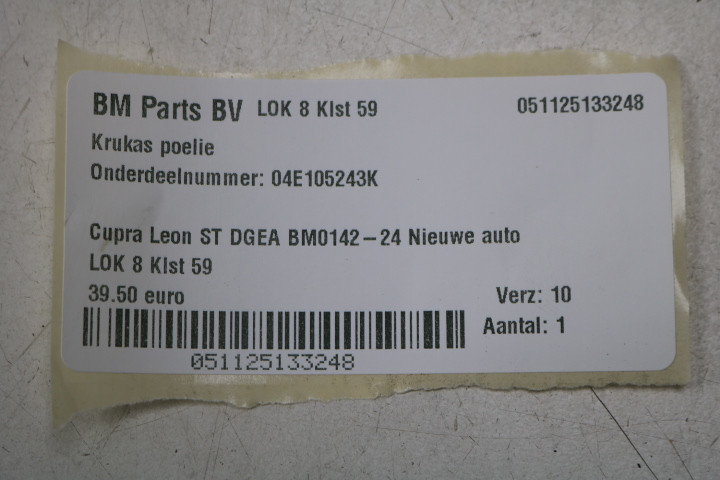 BM Parts BV LOK 8 Klst 59 051125133248
Krukas poelie
Onderdeelnummer: 04E105243K
Cupra Leon ST DGEA BM0142-24 Nieuwe auto
LOK 8 Klst 59
39.50 euro Verz: 10
Aantal: 1
051125133248